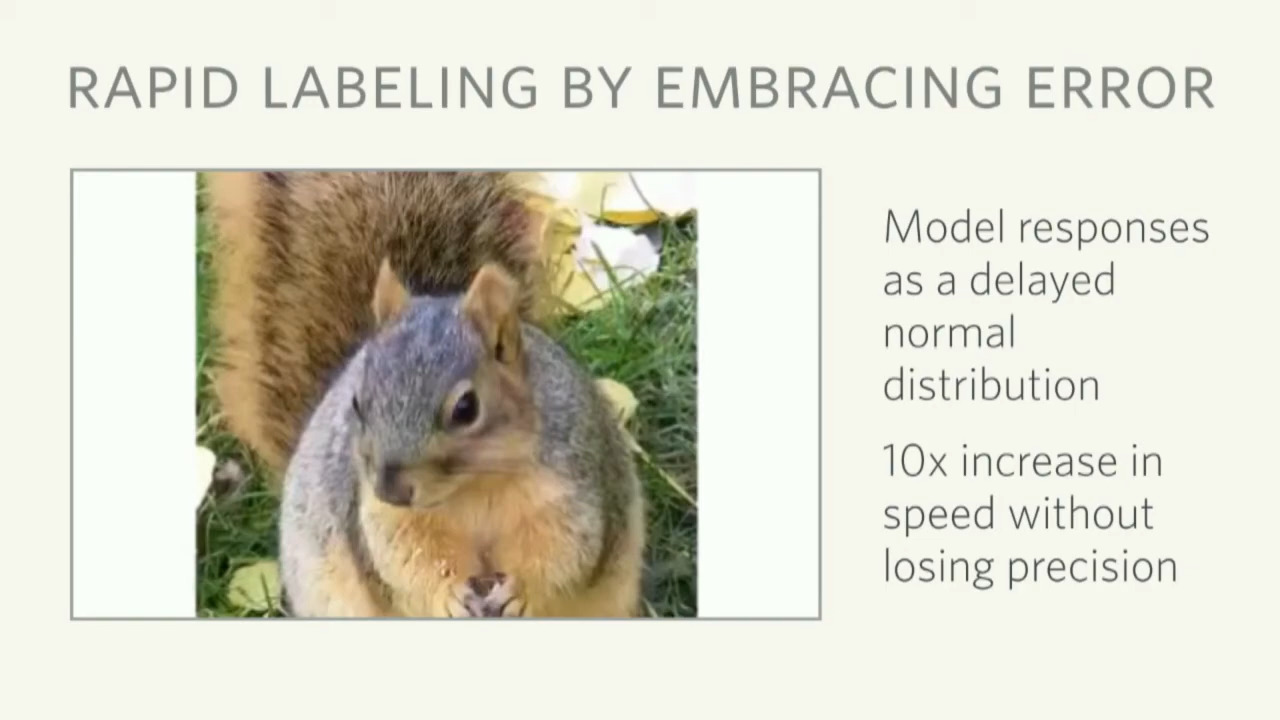 RAPID LABELING BY EMBRACING ERROR
Model responses
as a delayed
normal
distribution
10x increase in
speed without
losing precision